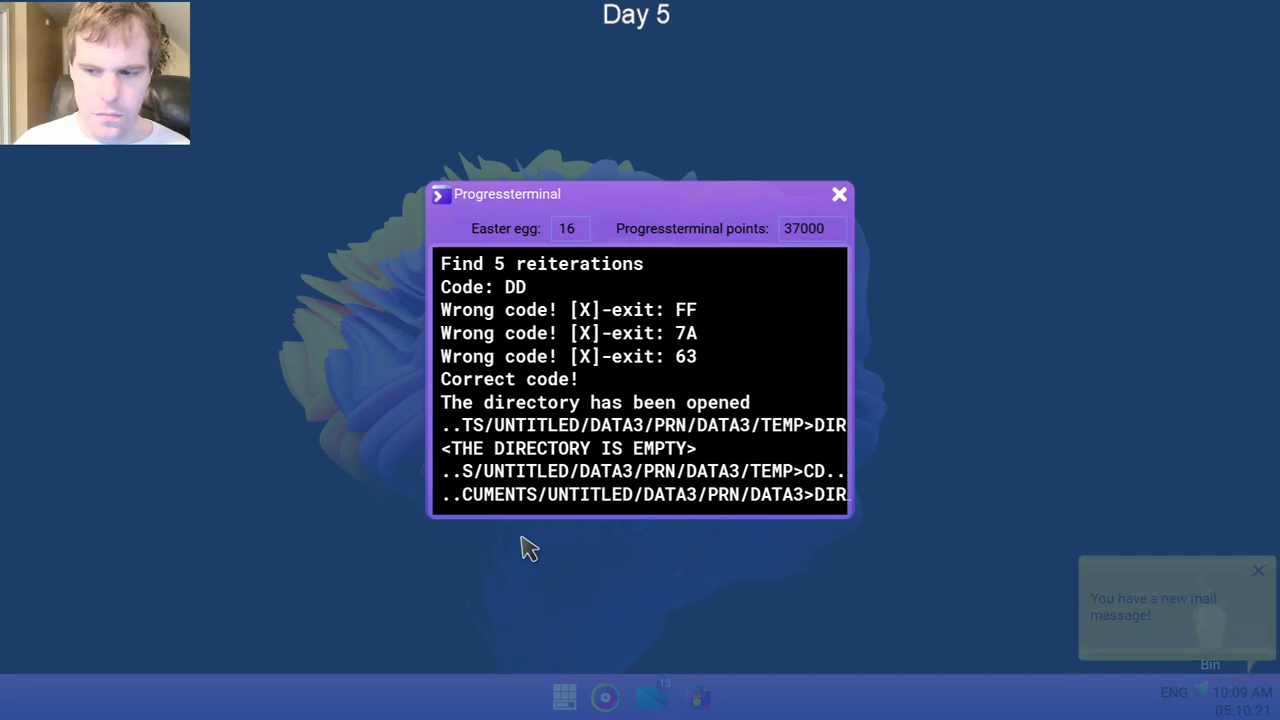 Day 5
Progressterminal
Easter egg: 16 Progressterminal points: 37000
Find 5 reiterations
Code: DD
Wrong code! [X]-exit: FF
Wrong code! [X]-exit: 7A
Wrong code! [X]-exit: 63
Correct code!
The directory has been opened
..TS/UNTITLED/DATA3/PRN/DATA3/TEMP>DIR
<THE DIRECTORY IS EMPTY>
..S/UNTITLED/DATA3/PRN/DATA3/TEMP>CD..
..CUMENTS/UNTITLED/DATA3/PRN/DATA3>DIR_
You have a new mail
message!
Bin
13
ENG 10:09 AM
05.10.21